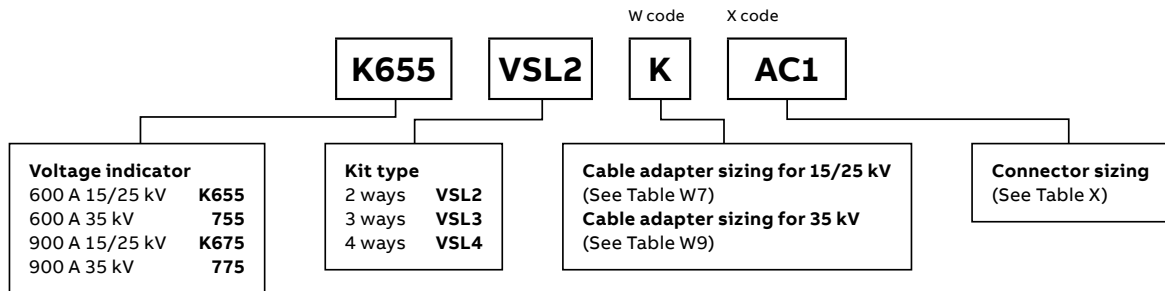 W code X code
K655 VSL2 K AC1
Voltage indicator
600 A 15/25 kV K655
600 A 35 kV 755
900 A 15/25 kV K675
900 A 35 kV 775
Kit type
2 ways VSL2
3 ways VSL3
4 ways VSL4
Cable adapter sizing for 15/25 kV
(See Table W7)
Cable adapter sizing for 35 kV
(See Table W9)
Connector sizing
(See Table X)